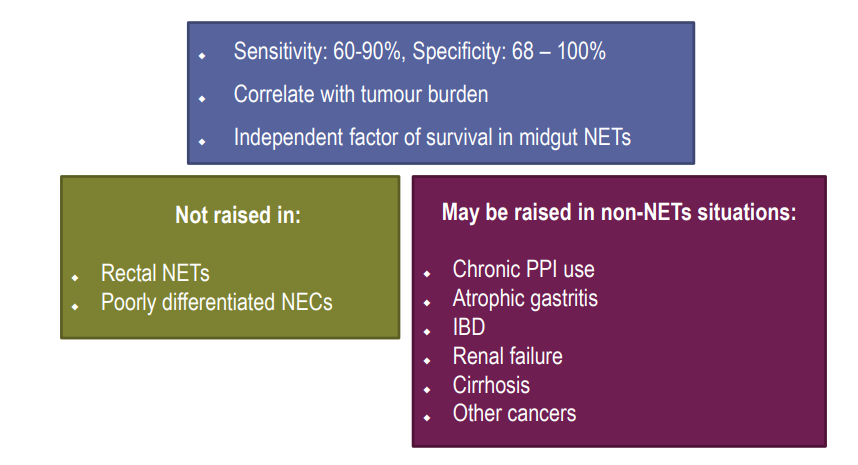 Sensitivity: 60-90%, Specificity: 68 – 100%
Correlate with tumour burden
Independent factor of survival in midgut NETs
Not raised in:
Rectal NETs
Poorly differentiated NECs
May be raised in non-NETs situations:
Chronic PPI use
Atrophic gastritis
IBD
Renal failure
Cirrhosis
Other cancers